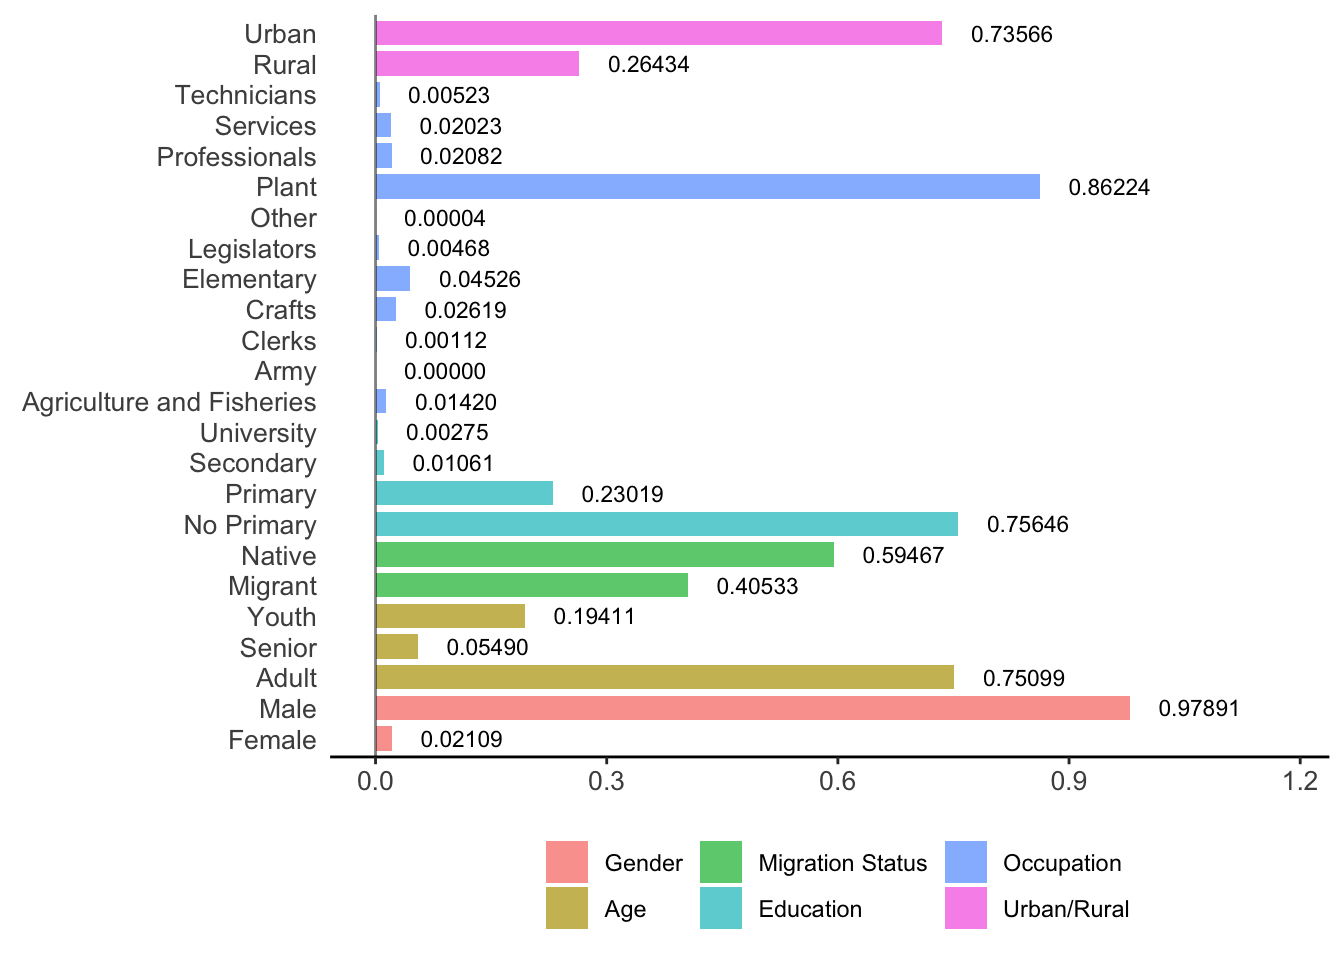 Urban 0.73566
Rural 0.26434
Technicians 0.00523
Services 0.02023
Professionals 0.02082
Plant 0.86224
Other 0.00004
Legislators 0.00468
Elementary 0.04526
Crafts 0.02619
Clerks 0.00112
Army 0.00000
Agriculture and Fisheries 0.01420
University 0.00275
Secondary 0.01061
Primary 0.23019
No Primary 0.75646
Native 0.59467
Migrant 0.40533
Youth 0.19411
Senior 0.05490
Adult 0.75099
Male 0.97891
Female 0.02109
0.0 0.3 0.6 0.9 1.2
Gender Migration Status Occupation
Age Education Urban/Rural